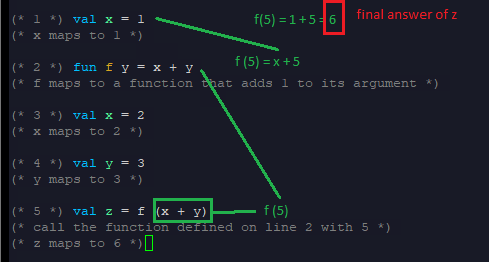 (* 1 *) val x = 1
f(5) = 1 + 5 = 6
final answer of z
(* x maps to 1 *)
f (5) = x + 5
(* 2 *) fun f y = x + y
(* f maps to a function that adds 1 to its argument *)
(* 3 *) val x = 2
(* x maps to 2 *)
(* 4 *) val y = 3
(* y maps to 3 *)
(* 5 *) val z = f (x + y)
f (5)
(* call the function defined on line 2 with 5 *)
(* z maps to 6 *)